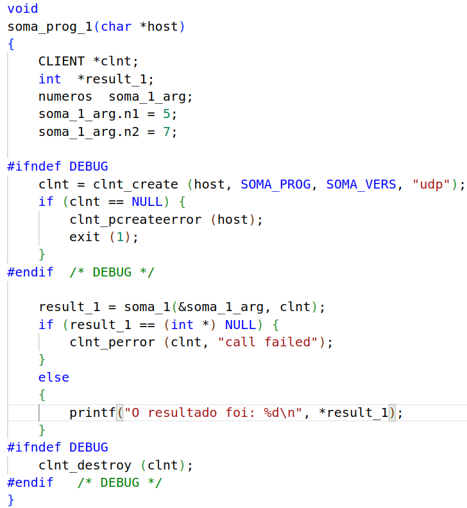 void
soma_prog_1(char *host)
{
    CLIENT *clnt;
    int  *result_1;
    numeros  soma_1_arg;
    soma_1_arg.n1 = 5;
    soma_1_arg.n2 = 7;

#ifndef DEBUG
    clnt = clnt_create (host, SOMA_PROG, SOMA_VERS, "udp");
    if (clnt == NULL) {
        clnt_pcreateerror (host);
        exit (1);
    }
#endif  /* DEBUG */

    result_1 = soma_1(&soma_1_arg, clnt);
    if (result_1 == (int *) NULL) {
        clnt_perror (clnt, "call failed");
    }
    else
    {
        printf("O resultado foi: %d\n", *result_1);
    }
#ifndef DEBUG
    clnt_destroy (clnt);
#endif   /* DEBUG */
}